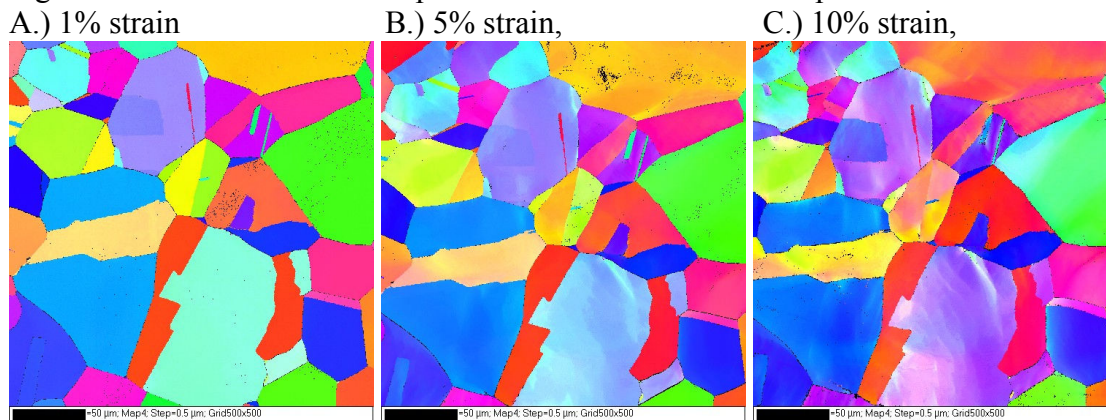 A.) 1% strain B.) 5% strain, C.) 10% strain,
=50 µm; Map4; Step=0.5 µm; Grid500x500 =50 µm; Map4; Step=0.5 µm; Grid500x500 =50 µm; Map4; Step=0.5 µm; Grid500x500